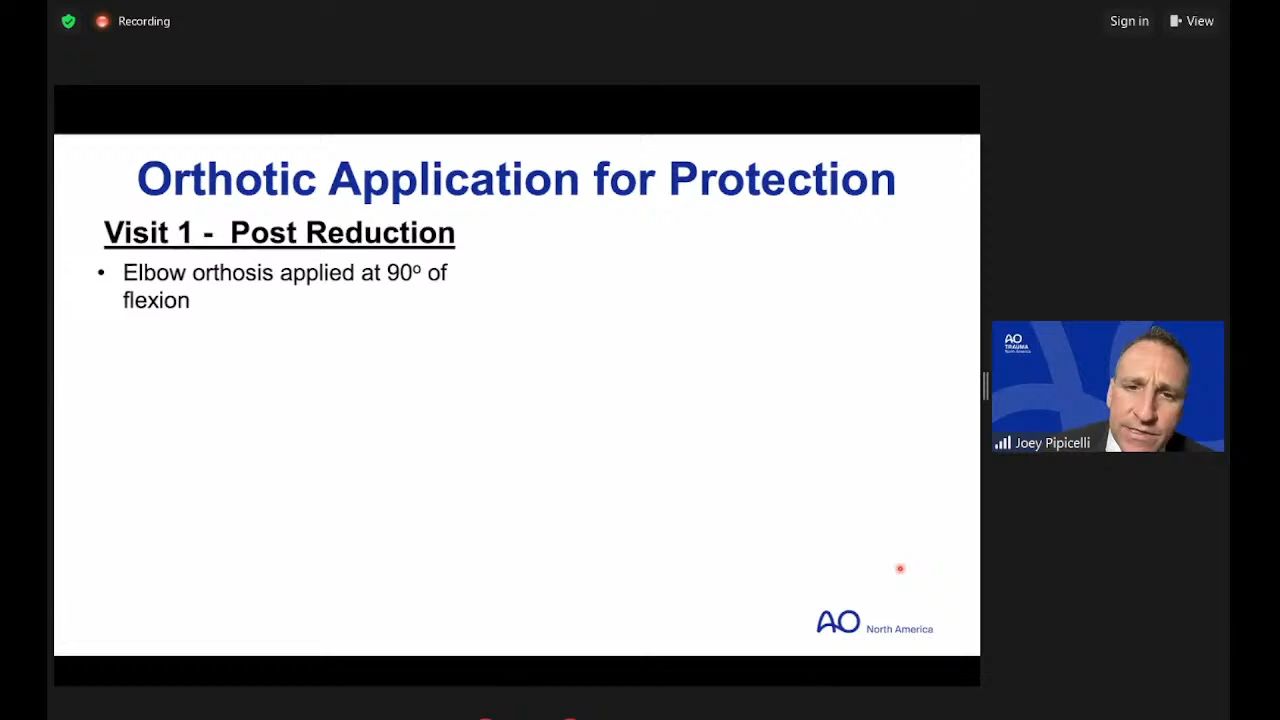 Recording
Sign in
View
Orthotic Application for Protection
Visit 1 - Post Reduction
• Elbow orthosis applied at 90º of
flexion
AO
TRAUMA
North America
Joey Pipicelli
AO North America